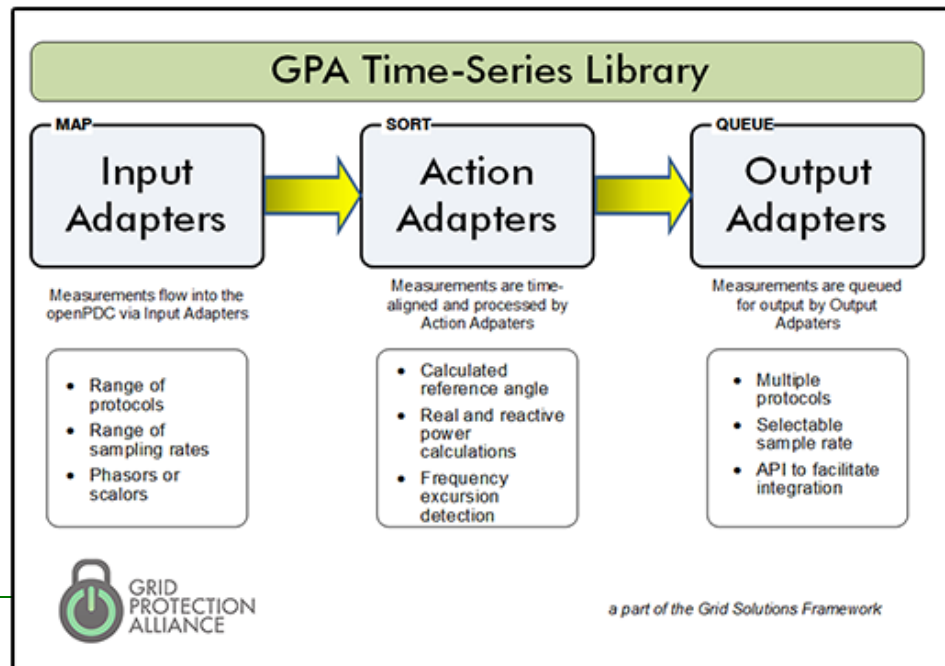 GPA Time-Series Library
MAP
Input
Adapters
SORT
Action
Adapters
QUEUE
Output
Adapters
Measurements flow into the
openPDC via Input Adapters
Measurements are time-
aligned and processed by
Action Adpaters
Measurements are queued
for output by Output
Adpaters
• Range of
protocols
• Range of
sampling rates
• Phasors or
scalors
• Calculated
reference angle
• Real and reactive
power
calculations
• Frequency
excursion
detection
• Multiple
protocols
• Selectable
sample rate
• API to facilitate
integration
GRID
PROTECTION
ALLIANCE
a part of the Grid Solutions Framework